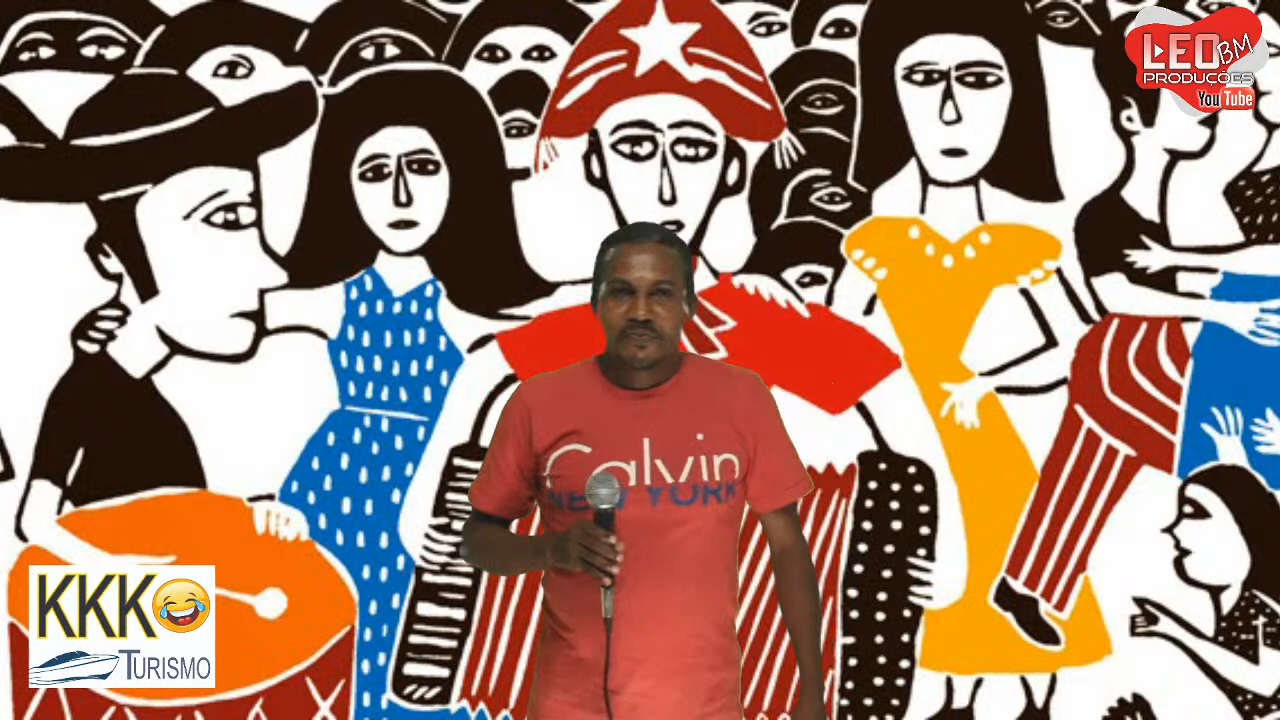 LEO BM
PRODUÇÕES
YouTube
Calvin
NEW YORK
KKK
TURISMO